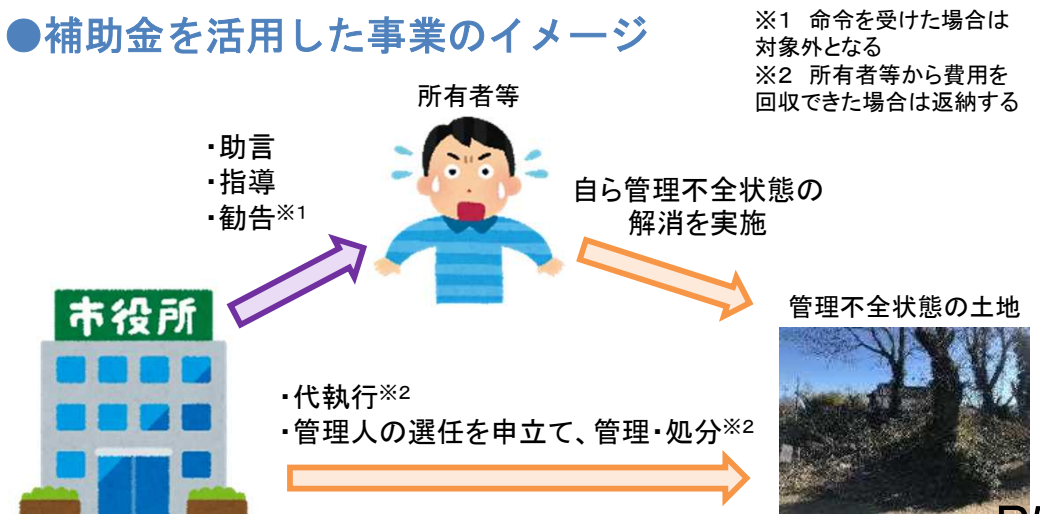 ●補助金を活用した事業のイメージ
※1 命令を受けた場合は
対象外となる
※2 所有者等から費用を
回収できた場合は返納する
所有者等
・助言
・指導
・勧告※1
自ら管理不全状態の
解消を実施
市役所
管理不全状態の土地
・代執行※2
・管理人の選任を申立て、管理・処分※2